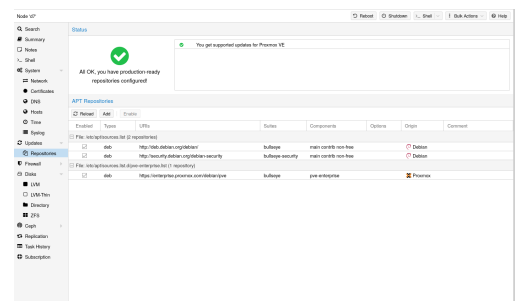 Node 'cli'
Reboot
Shutdown
Shell
Bulk Actions
Help
Search
Summary
Notes
Shell
System
Network
Certificates
DNS
Hosts
Time
Syslog
Updates
Repositories
Firewall
Disks
LVM
LVM-Thin
Directory
ZFS
Ceph
Replication
Task History
Subscription
Status
All OK, you have production-ready
repositories configured!
You get supported updates for Proxmox VE
APT Repositories
Reload Add Enable
Enabled Types URIs Suites Components Options Origin Comment
File: /etc/apt/sources.list (2 repositories)
deb http://deb.debian.org/debian/ bullseye main contrib non-free Debian
deb http://security.debian.org/debian-security bullseye-security main contrib non-free Debian
File: /etc/apt/sources.list.d/pve-enterprise.list (1 repository)
deb https://enterprise.proxmox.com/debian/pve bullseye pve-enterprise Proxmox